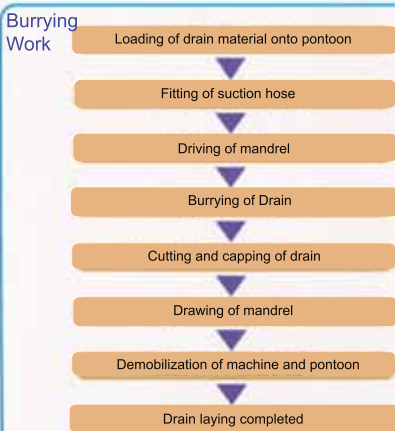 Burrying
Work
Loading of drain material onto pontoon
Fitting of suction hose
Driving of mandrel
Burrying of Drain
Cutting and capping of drain
Drawing of mandrel
Demobilization of machine and pontoon
Drain laying completed